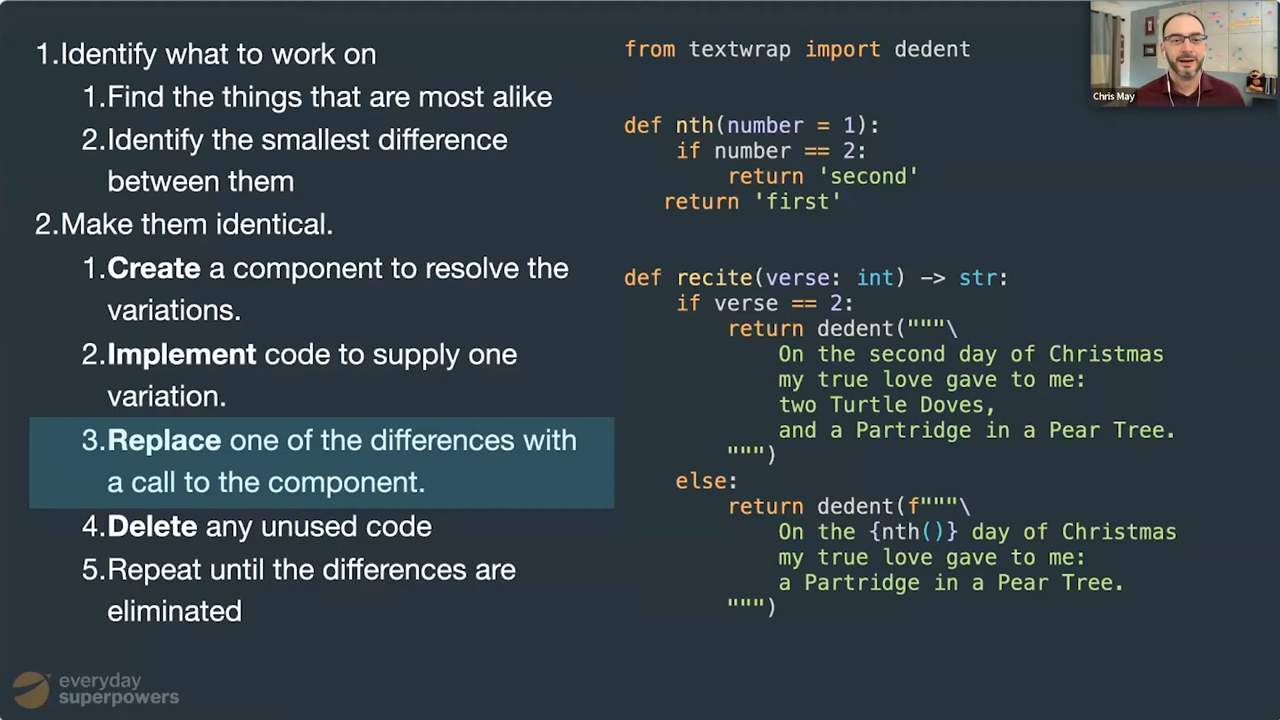 1.Identify what to work on
1.Find the things that are most alike
2.Identify the smallest difference
between them
2.Make them identical.
1.Create a component to resolve the
variations.
2.Implement code to supply one
variation.
3.Replace one of the differences with
a call to the component.
4.Delete any unused code
5.Repeat until the differences are
eliminated
everyday
superpowers
from textwrap import dedent
def nth(number = 1):
if number == 2:
return 'second'
return 'first'
def recite(verse: int) -> str:
if verse == 2:
return dedent("""\
On the second day of Christmas
my true love gave to me:
two Turtle Doves,
and a Partridge in a Pear Tree.
""")
else:
return dedent(f"""\
On the {nth()} day of Christmas
my true love gave to me:
a Partridge in a Pear Tree.
""")
Chris May